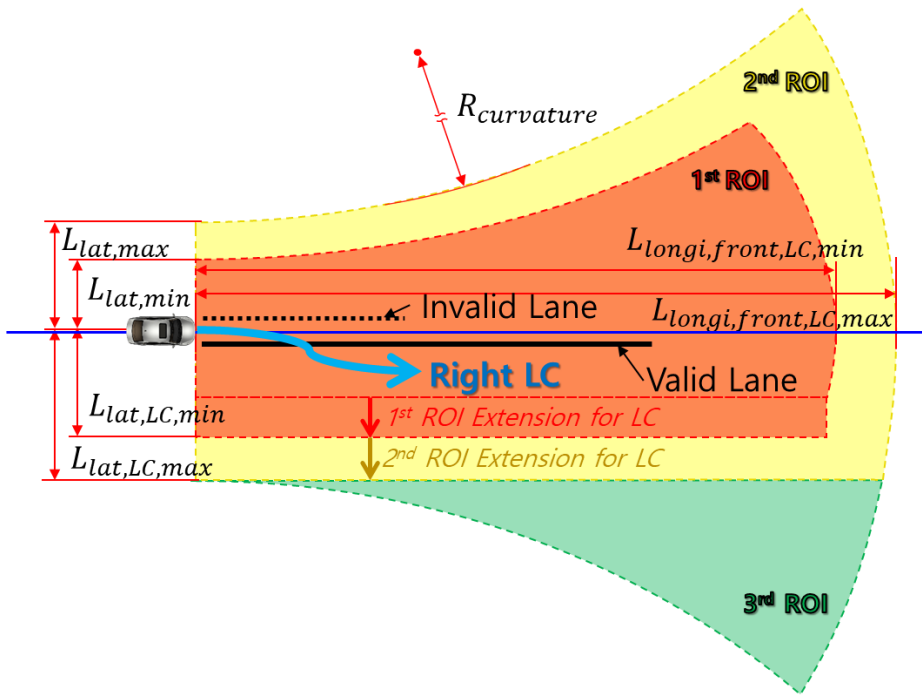 2nd ROI
R_curvature
1st ROI
L_lat,max
L_longi,front,LC,min
L_lat,min
Invalid Lane
L_longi,front,LC,max
Right LC
Valid Lane
L_lat,LC,min
1st ROI Extension for LC
L_lat,LC,max
2nd ROI Extension for LC
3rd ROI